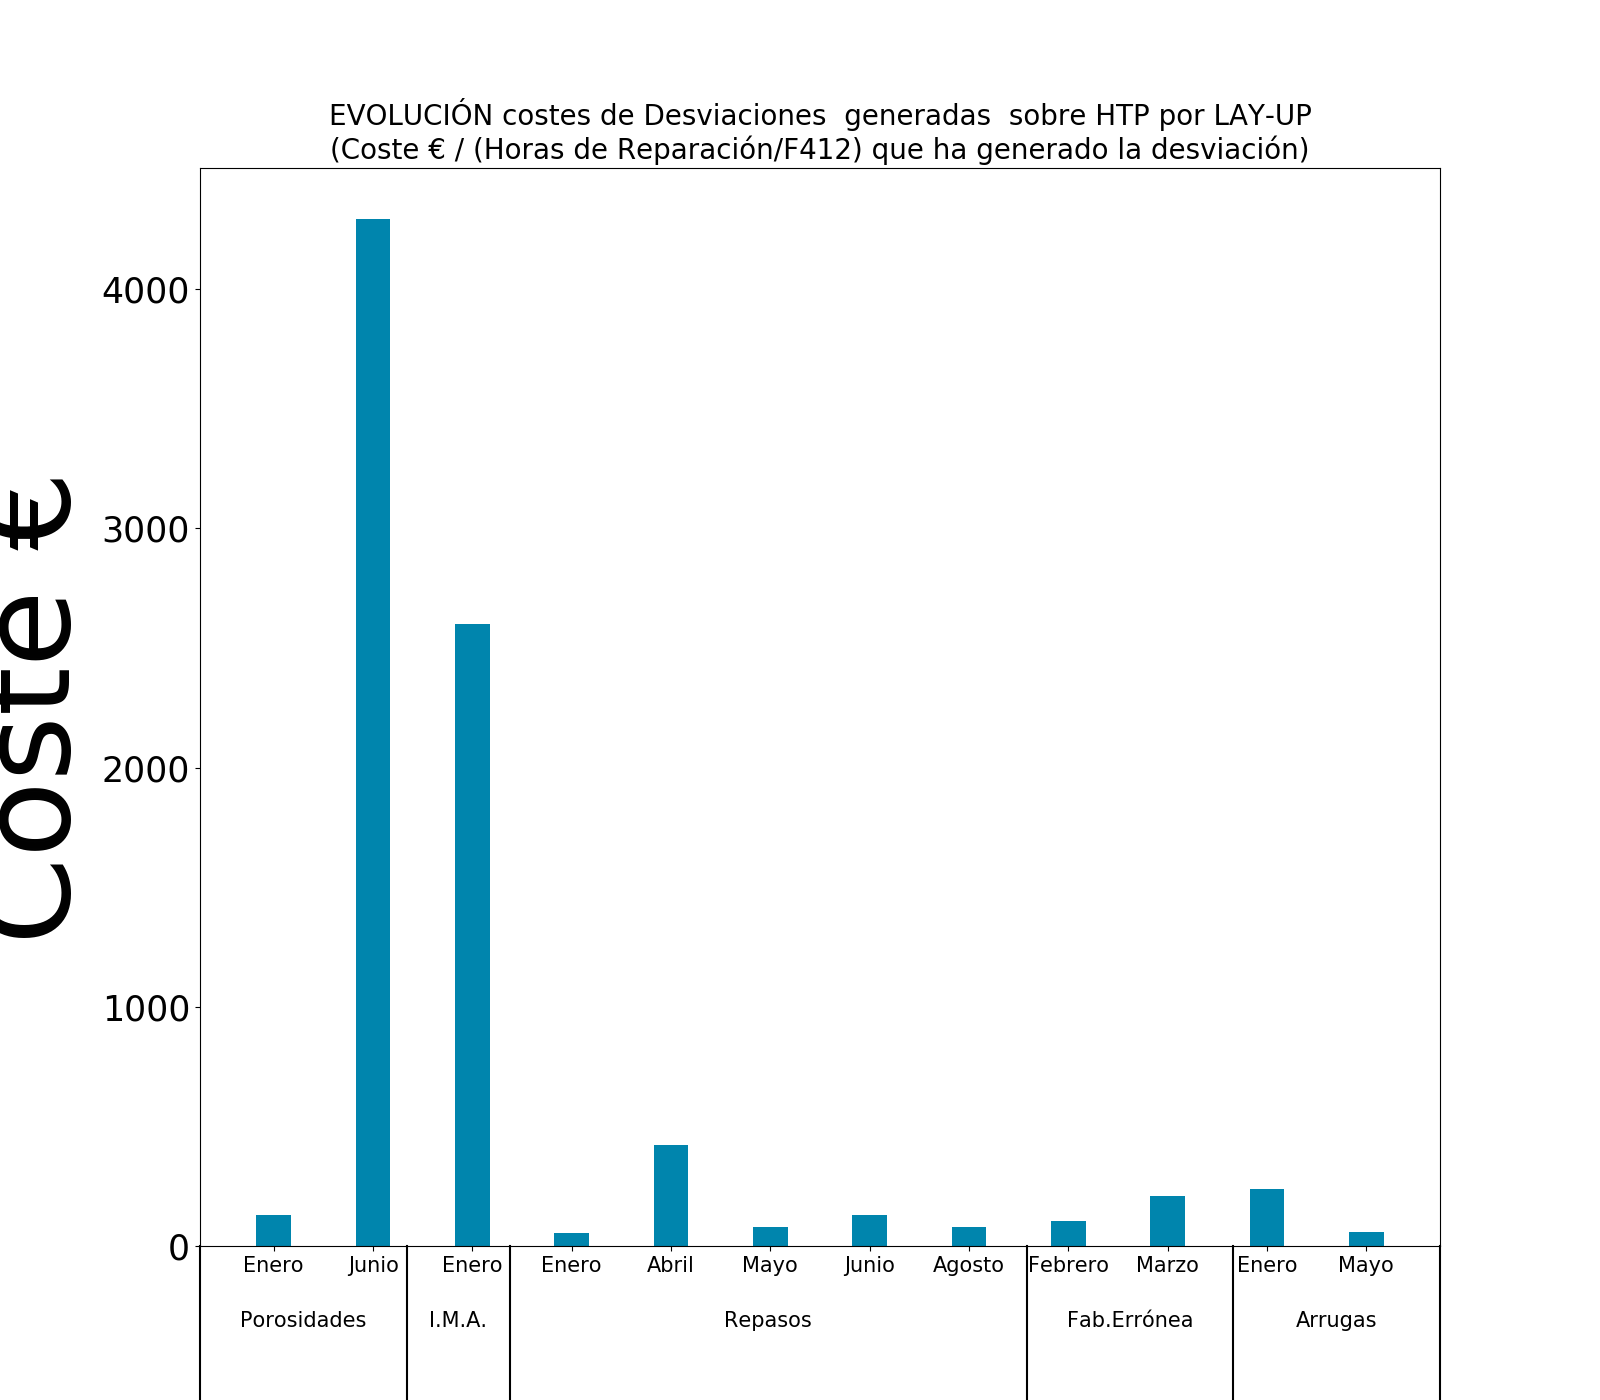 EVOLUCIÓN costes de Desviaciones  generadas  sobre HTP por LAY-UP
(Coste € / (Horas de Reparación/F412) que ha generado la desviación)
Coste €
4000
3000
2000
1000
0
Enero Junio Enero Enero Abril Mayo Junio Agosto Febrero Marzo Enero Mayo
Porosidades I.M.A. Repasos Fab.Errónea Arrugas